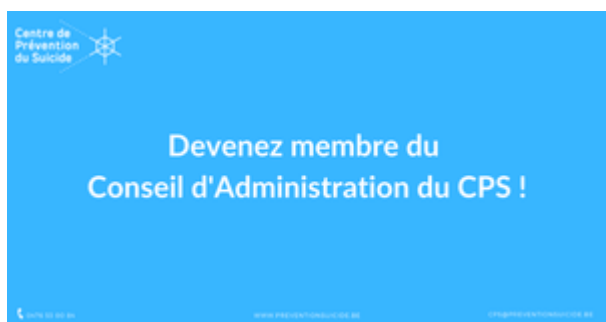 Centre de
Prévention
du Suicide
Devenez membre du
Conseil d'Administration du CPS !
WWW.PREVENTIONSUICIDE.BE
CPS@PREVENTIONSUICIDE.BE